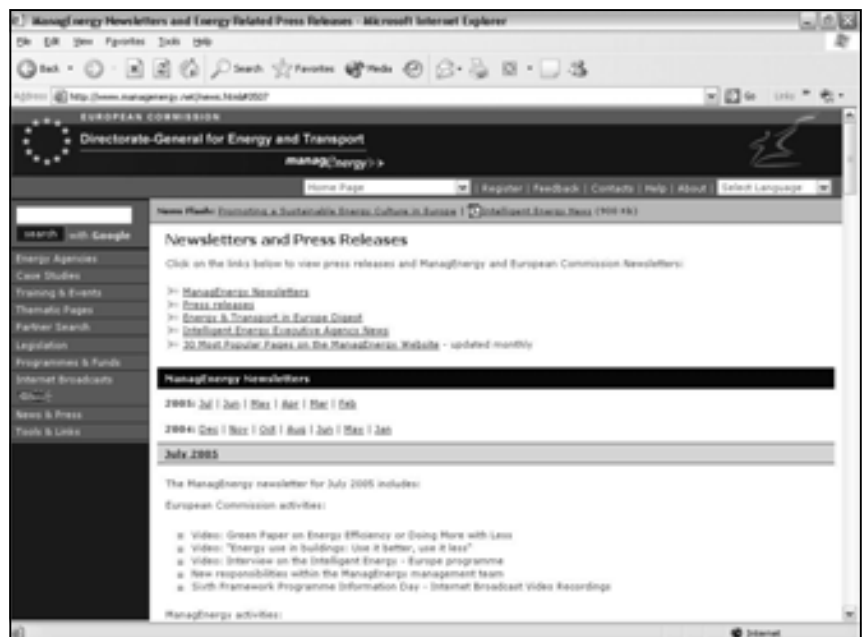 ManagEnergy Newsletters and Energy Related Press Releases - Microsoft Internet Explorer
File Edit View Favorites Tools Help
Back Search Favorites Media
Address http://www.managenergy.net/news.html#0507 Go Links
EUROPEAN COMMISSION
Directorate-General for Energy and Transport
managEnergy
Home Page | Register | Feedback | Contacts | Help | About | Select Language
News Flash: Promoting a Sustainable Energy Culture in Europe | Intelligent Energy News (900 Kb)
search with Google
Energy Agencies
Case Studies
Training & Events
Thematic Pages
Partner Search
Legislation
Programmes & Funds
Internet Broadcasts
News & Press
Tools & Links
Newsletters and Press Releases
Click on the links below to view press releases and ManagEnergy and European Commission Newsletters:
>- ManagEnergy Newsletters
>- Press releases
>- Energy & Transport in Europe Digest
>- Intelligent Energy Executive Agency News
>- 30 Most Popular Pages on the ManagEnergy Website - updated monthly
ManagEnergy Newsletters
2005: Jul | Jun | May | Apr | Mar | Feb
2004: Dec | Nov | Oct | Aug | Jun | May | Jan
July 2005
The ManagEnergy newsletter for July 2005 includes:
European Commission activities:
Video: Green Paper on Energy Efficiency or Doing More with Less
Video: "Energy use in buildings: Use it better, use it less"
Video: Interview on the Intelligent Energy - Europe programme
New responsibilities within the ManagEnergy management team
Sixth Framework Programme Information Day - Internet Broadcast Video Recordings
ManagEnergy activities:
Internet